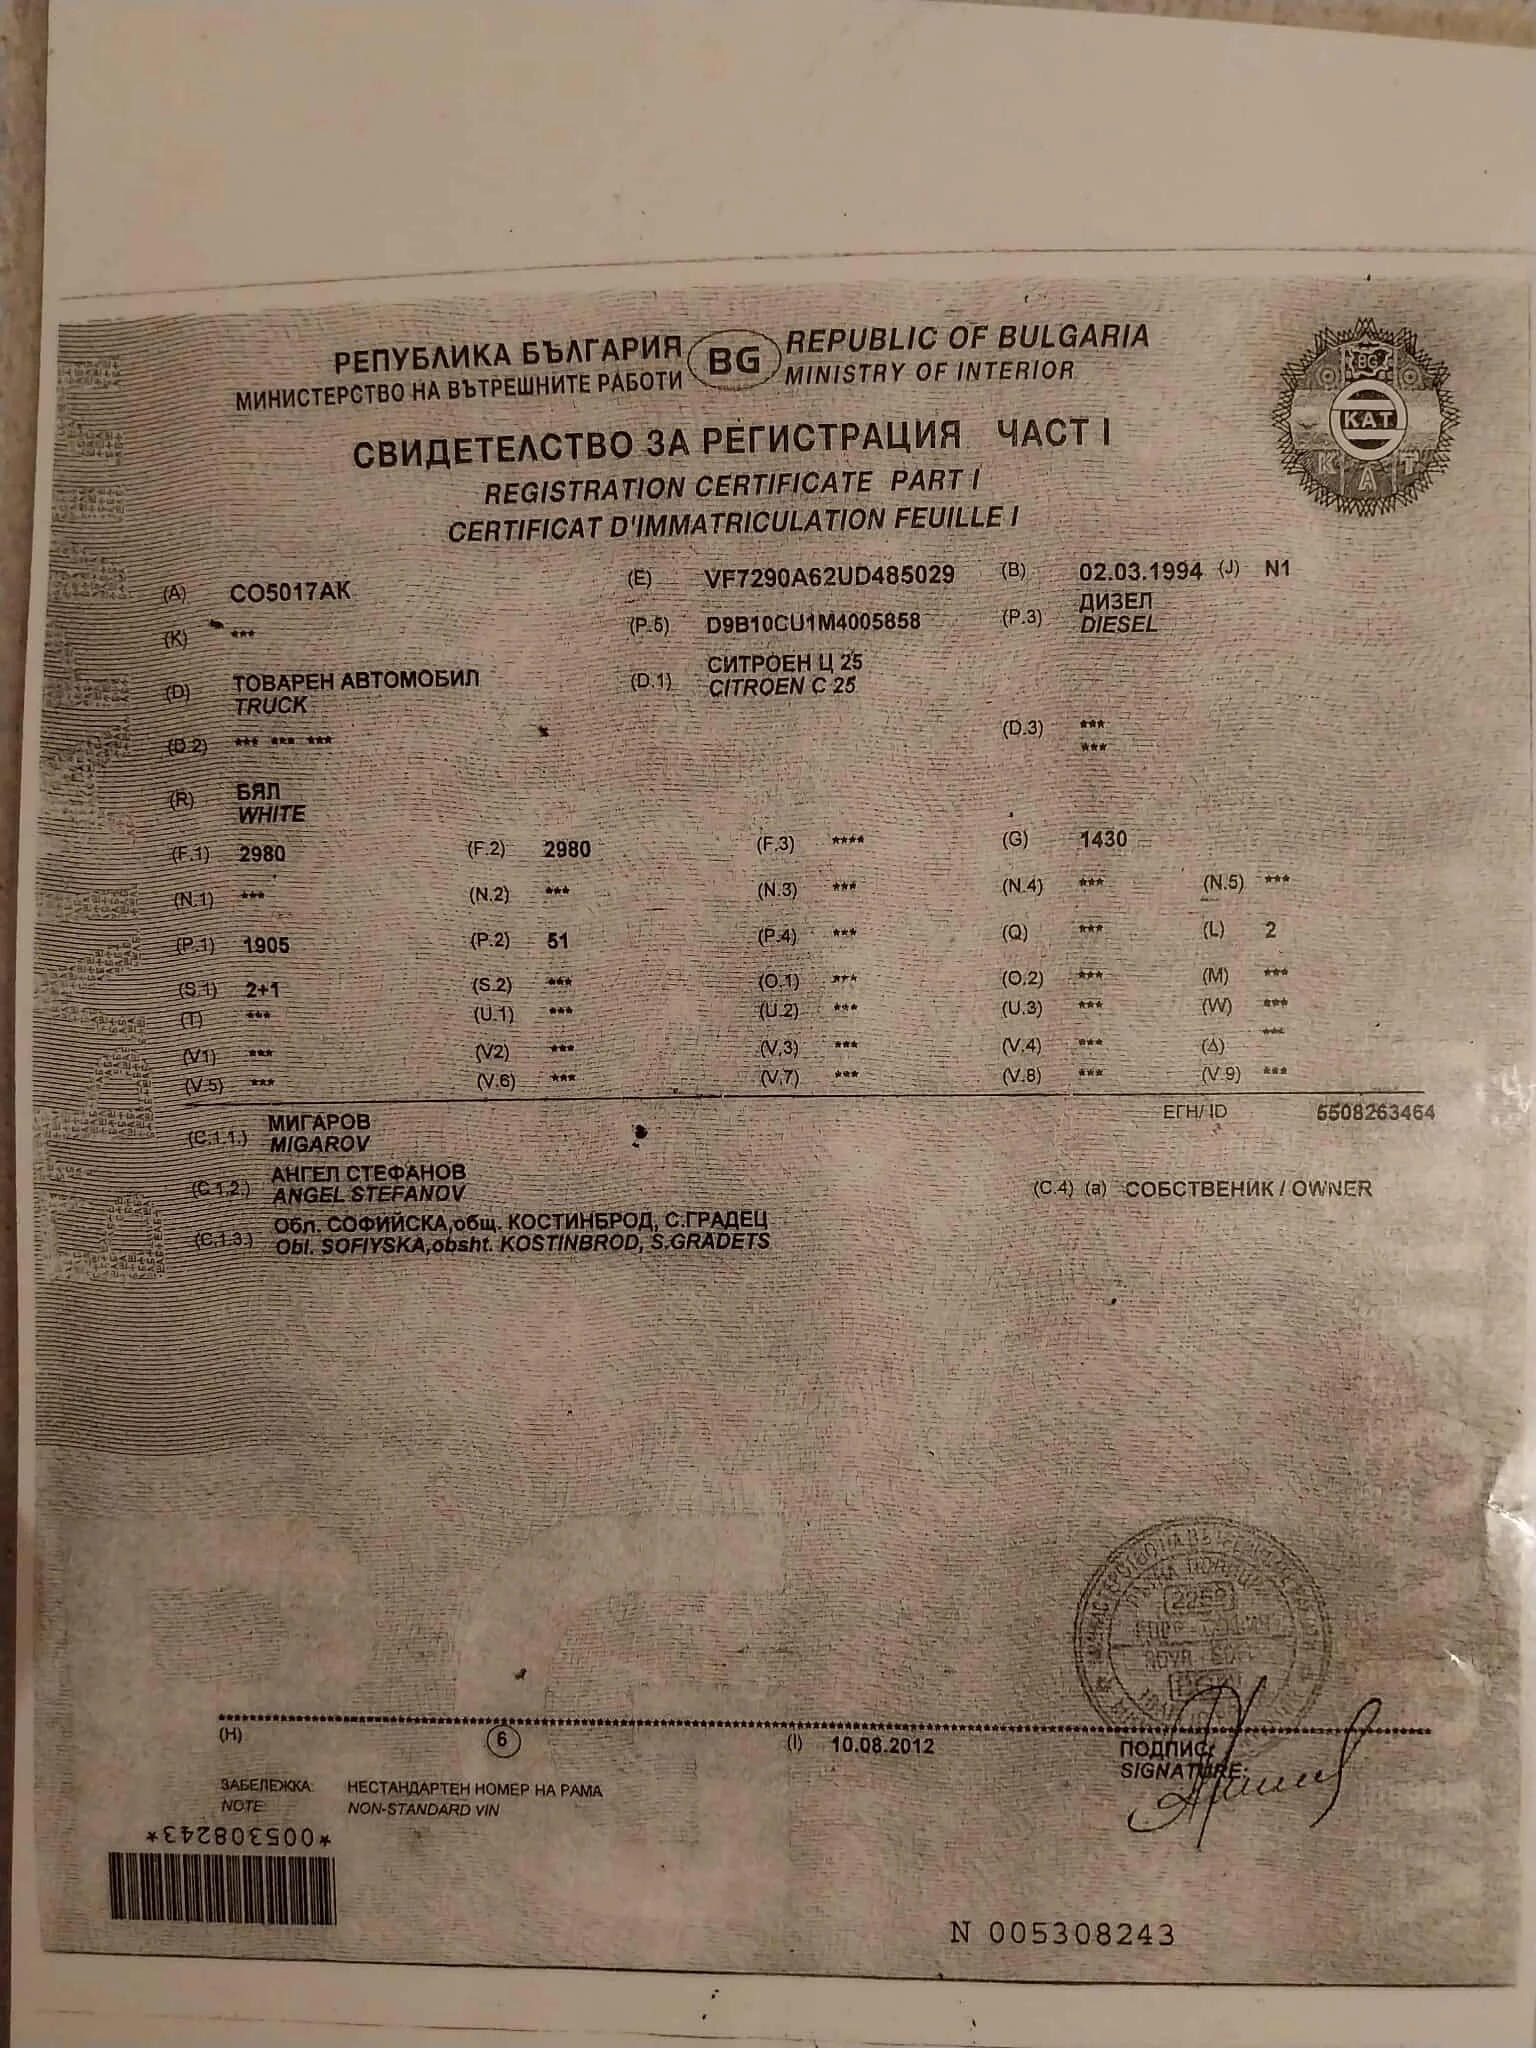 РЕПУБЛИКА БЪЛГАРИЯ BG REPUBLIC OF BULGARIA
МИНИСТЕРСТВО НА ВЪТРЕШНИТЕ РАБОТИ MINISTRY OF INTERIOR
КАТ
К А Т
СВИДЕТЕЛСТВО ЗА РЕГИСТРАЦИЯ ЧАСТ I
REGISTRATION CERTIFICATE PART I
CERTIFICAT D'IMMATRICULATION FEUILLE I
(A) CO5017AK (E) VF7290A62UD485029 (B) 02.03.1994 (J) N1
(K) *** (P.5) D9B10CU1M4005858 (P.3) ДИЗЕЛ
DIESEL
(D) ТОВАРЕН АВТОМОБИЛ (D.1) СИТРОЕН Ц 25
TRUCK CITROEN C 25
(D.2) *** *** *** (D.3) ***
***
(R) БЯЛ
WHITE
(F.1) 2980 (F.2) 2980 (F.3) **** (G) 1430
(N.1) *** (N.2) *** (N.3) *** (N.4) *** (N.5) ***
(P.1) 1905 (P.2) 51 (P.4) *** (Q) *** (L) 2
(S.1) 2+1 (S.2) *** (O.1) *** (O.2) *** (M) ***
(T) *** (U.1) *** (U.2) *** (U.3) *** (W) ***
(V1) *** (V2) *** (V.3) *** (V.4) *** (Δ) ***
(V.5) *** (V.6) *** (V.7) *** (V.8) *** (V.9) ***
(C.1.1.) МИГАРОВ ЕГН/ ID 5508263464
MIGAROV
(C.1.2.) АНГЕЛ СТЕФАНОВ
ANGEL STEFANOV (C.4) (a) СОБСТВЕНИК / OWNER
(C.1.3.) Обл. СОФИЙСКА,общ. КОСТИНБРОД, С.ГРАДЕЦ
Obl. SOFIYSKA,obsht. KOSTINBROD, S.GRADETS
(H) 6 (I) 10.08.2012 ПОДПИС:
SIGNATURE:
ЗАБЕЛЕЖКА: НЕСТАНДАРТЕН НОМЕР НА РАМА
NOTE NON-STANDARD VIN
*005308243*
N 005308243